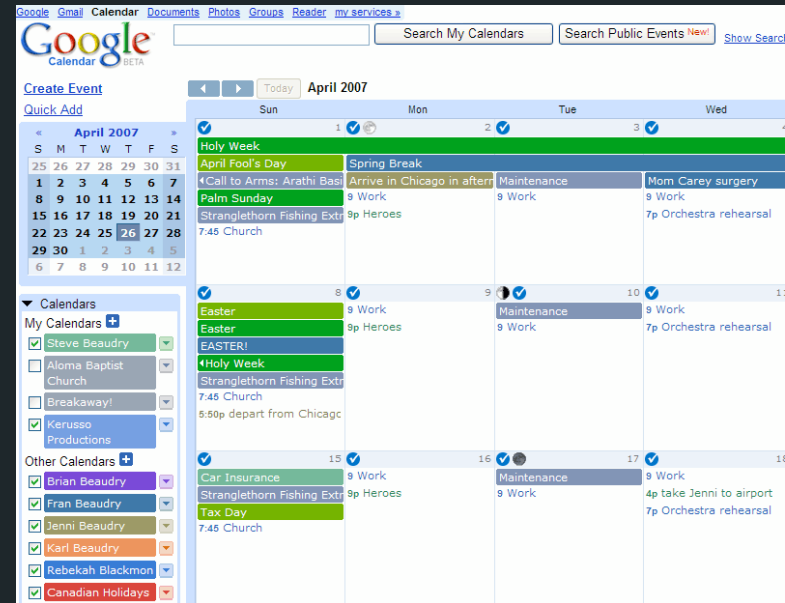 Google Gmail Calendar Documents Photos Groups Reader my services »
Google
Calendar BETA
Search My Calendars
Search Public Events New!
Show Searc
Create Event
Quick Add
Today
April 2007
Sun Mon Tue Wed
« April 2007 »
S M T W T F S
25 26 27 28 29 30 31
1 2 3 4 5 6 7
8 9 10 11 12 13 14
15 16 17 18 19 20 21
22 23 24 25 26 27 28
29 30 1 2 3 4 5
6 7 8 9 10 11 12
Calendars
My Calendars
Steve Beaudry
Aloma Baptist
Church
Breakaway!
Kerusso
Productions
Other Calendars
Brian Beaudry
Fran Beaudry
Jenni Beaudry
Karl Beaudry
Rebekah Blackmon
Canadian Holidays
1 2 3
Holy Week
April Fool's Day Spring Break
Call to Arms: Arathi Basi Arrive in Chicago in aftern Maintenance Mom Carey surgery
Palm Sunday 9 Work 9 Work 9 Work
Stranglethorn Fishing Extr 9p Heroes 7p Orchestra rehearsal
7:45 Church
8 9 10 11
Easter 9 Work Maintenance 9 Work
Easter 9p Heroes 9 Work 7p Orchestra rehearsal
EASTER!
Holy Week
Stranglethorn Fishing Extr
7:45 Church
5:50p depart from Chicago
15 16 17 18
Car Insurance 9 Work Maintenance 9 Work
Stranglethorn Fishing Extr 9p Heroes 9 Work 4p take Jenni to airport
Tax Day 7p Orchestra rehearsal
7:45 Church